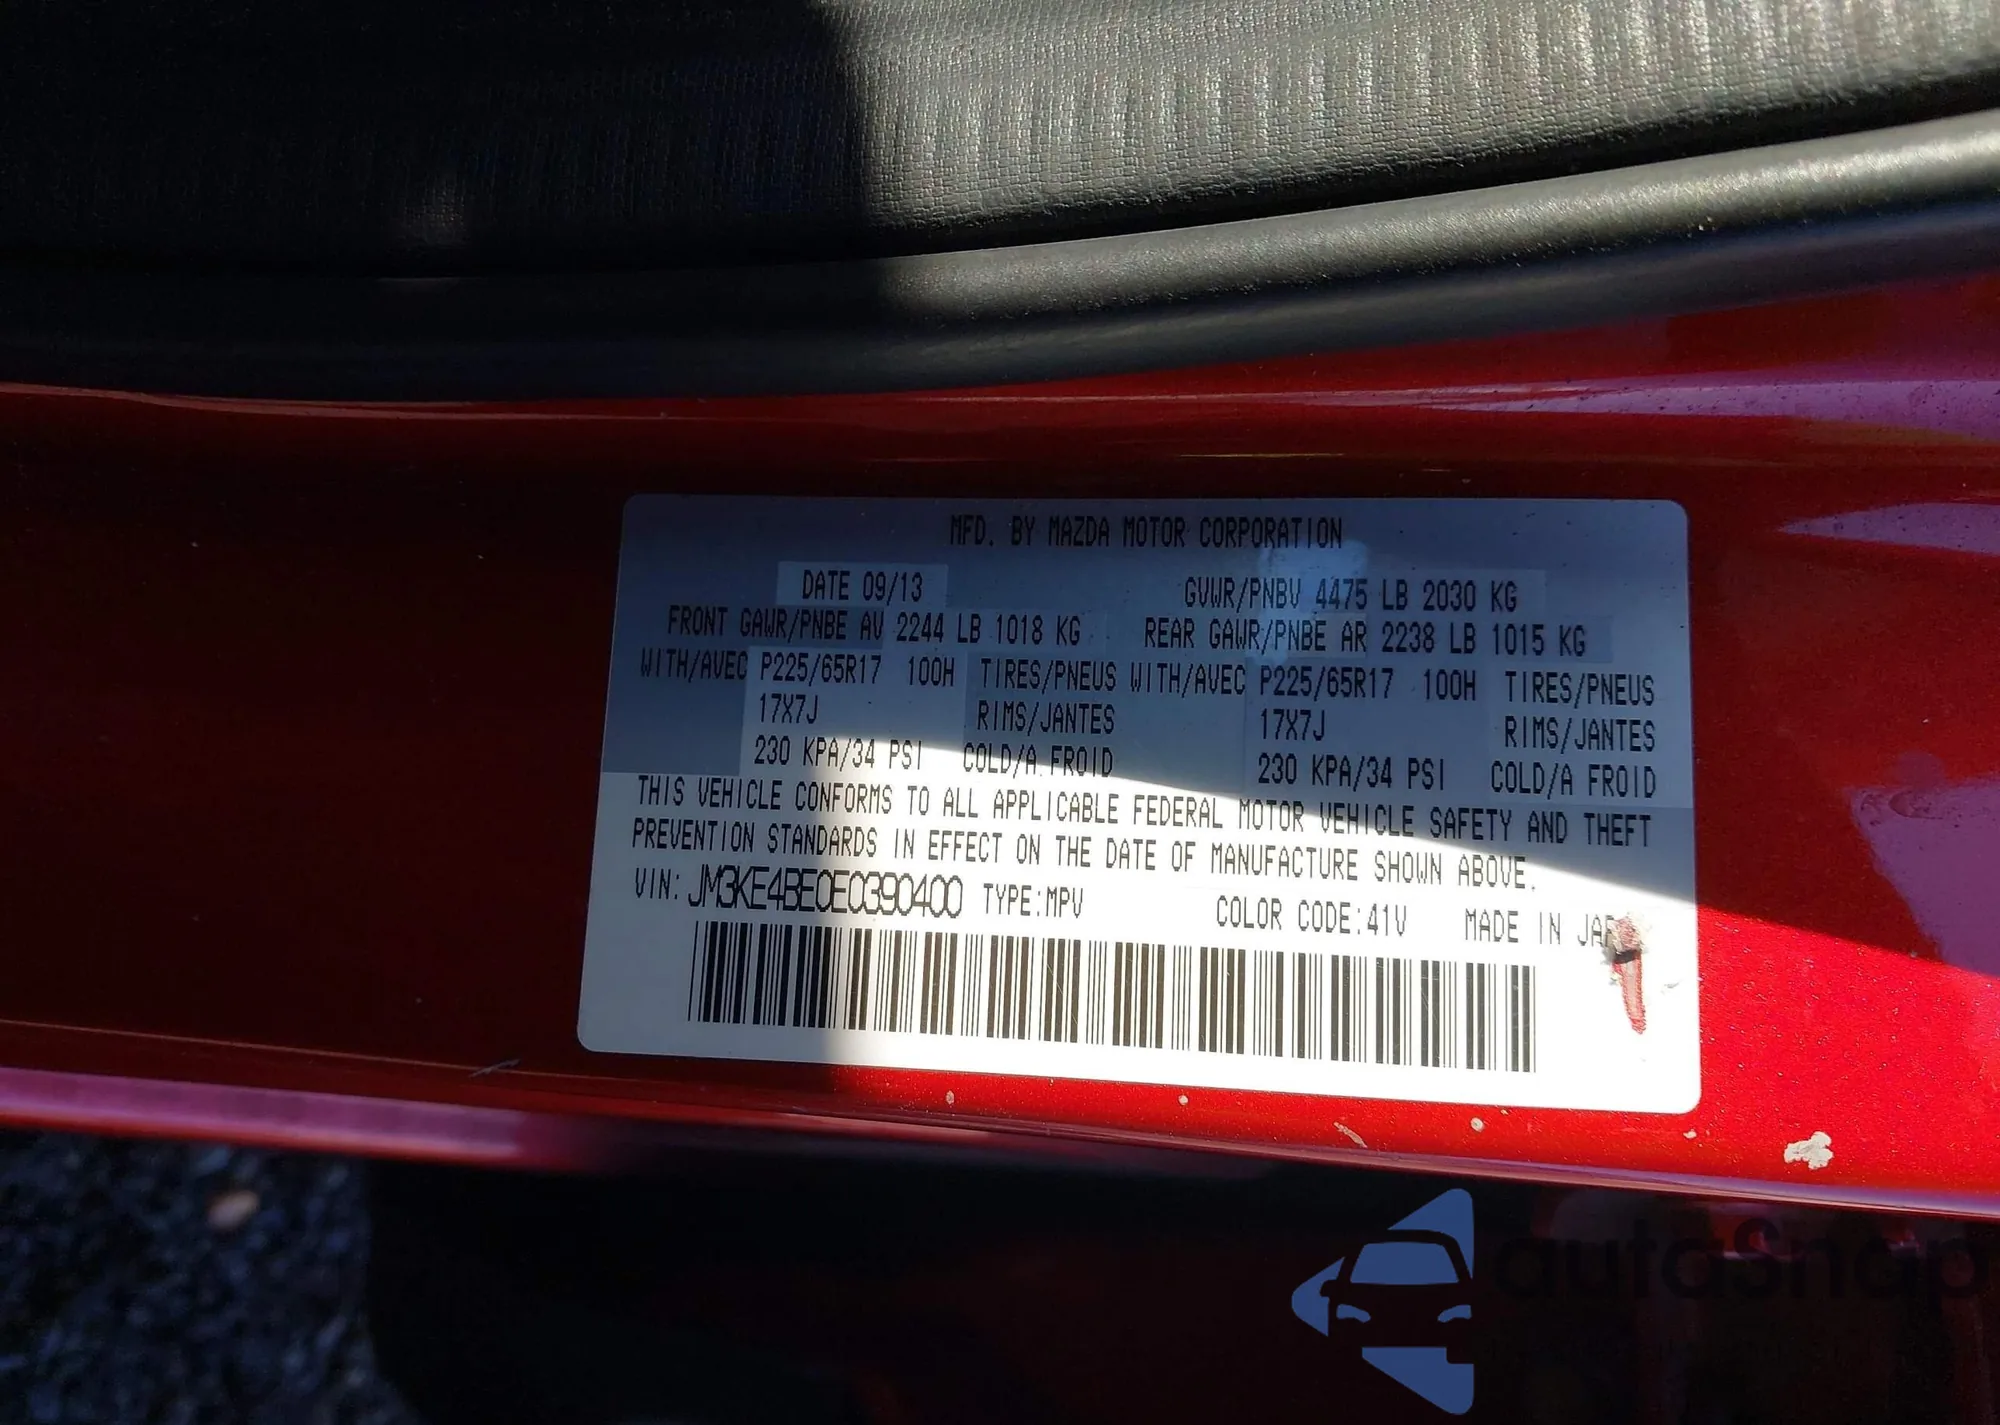 MFD. BY MAZDA MOTOR CORPORATION
DATE 09/13 GVWR/PNBV 4475 LB 2030 KG
FRONT GAWR/PNBE AV 2244 LB 1018 KG REAR GAWR/PNBE AR 2238 LB 1015 KG
WITH/AVEC P225/65R17 100H TIRES/PNEUS WITH/AVEC P225/65R17 100H TIRES/PNEUS
17X7J RIMS/JANTES 17X7J RIMS/JANTES
230 KPA/34 PSI COLD/A FROID 230 KPA/34 PSI COLD/A FROID
THIS VEHICLE CONFORMS TO ALL APPLICABLE FEDERAL MOTOR VEHICLE SAFETY AND THEFT
PREVENTION STANDARDS IN EFFECT ON THE DATE OF MANUFACTURE SHOWN ABOVE.
VIN: JM3KE4BE0E0390400 TYPE:MPV COLOR CODE:41V MADE IN JAP
autasnap